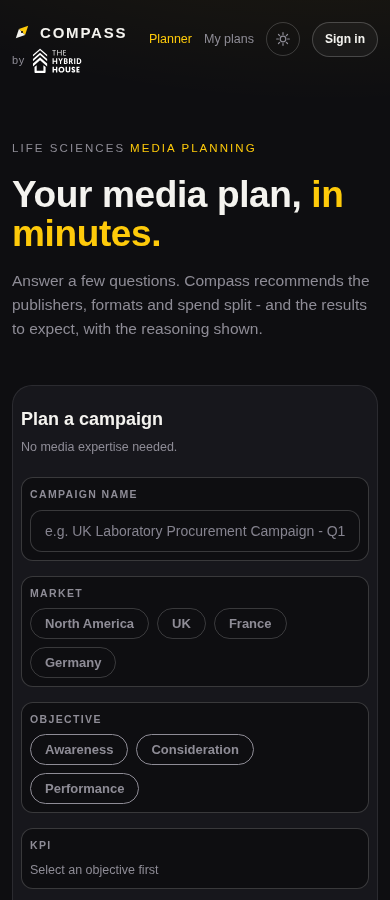 COMPASS
by THE HYBRID HOUSE
Planner
My plans
Sign in
LIFE SCIENCES MEDIA PLANNING
Your media plan, in
minutes.
Answer a few questions. Compass recommends the
publishers, formats and spend split - and the results
to expect, with the reasoning shown.
Plan a campaign
No media expertise needed.
CAMPAIGN NAME
e.g. UK Laboratory Procurement Campaign - Q1
MARKET
North America
UK
France
Germany
OBJECTIVE
Awareness
Consideration
Performance
KPI
Select an objective first